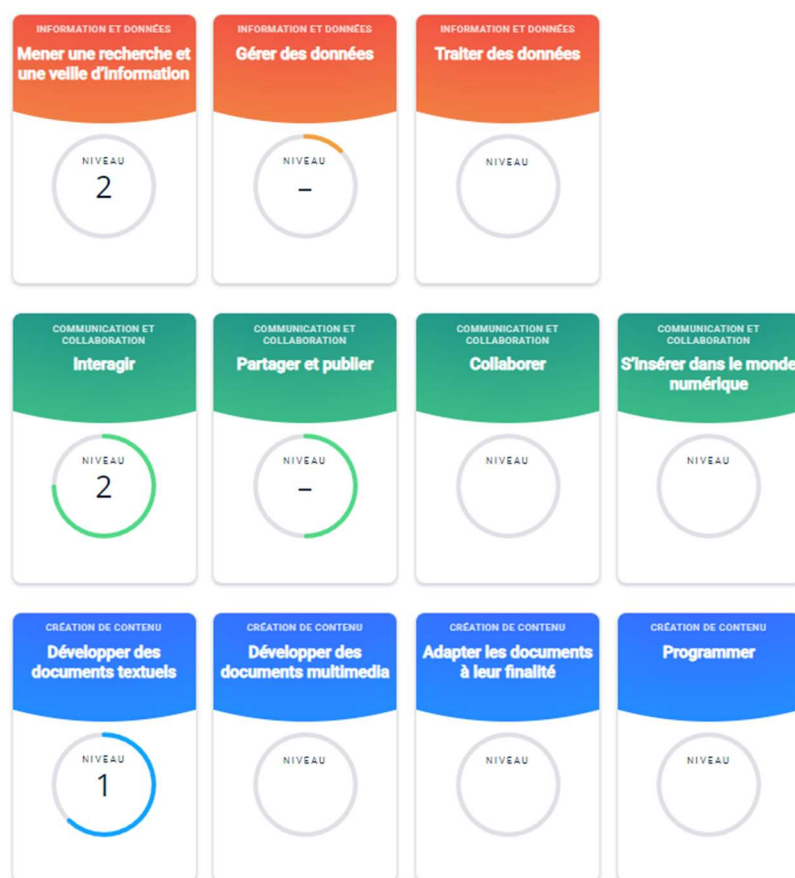 INFORMATION ET DONNÉES
Mener une recherche et
une veille d'information
NIVEAU
2
INFORMATION ET DONNÉES
Gérer des données
NIVEAU
–
INFORMATION ET DONNÉES
Traiter des données
NIVEAU
COMMUNICATION ET
COLLABORATION
Interagir
NIVEAU
2
COMMUNICATION ET
COLLABORATION
Partager et publier
NIVEAU
–
COMMUNICATION ET
COLLABORATION
Collaborer
NIVEAU
COMMUNICATION ET
COLLABORATION
S'insérer dans le monde
numérique
NIVEAU
CRÉATION DE CONTENU
Développer des
documents textuels
NIVEAU
1
CRÉATION DE CONTENU
Développer des
documents multimedia
NIVEAU
CRÉATION DE CONTENU
Adapter les documents
à leur finalité
NIVEAU
CRÉATION DE CONTENU
Programmer
NIVEAU